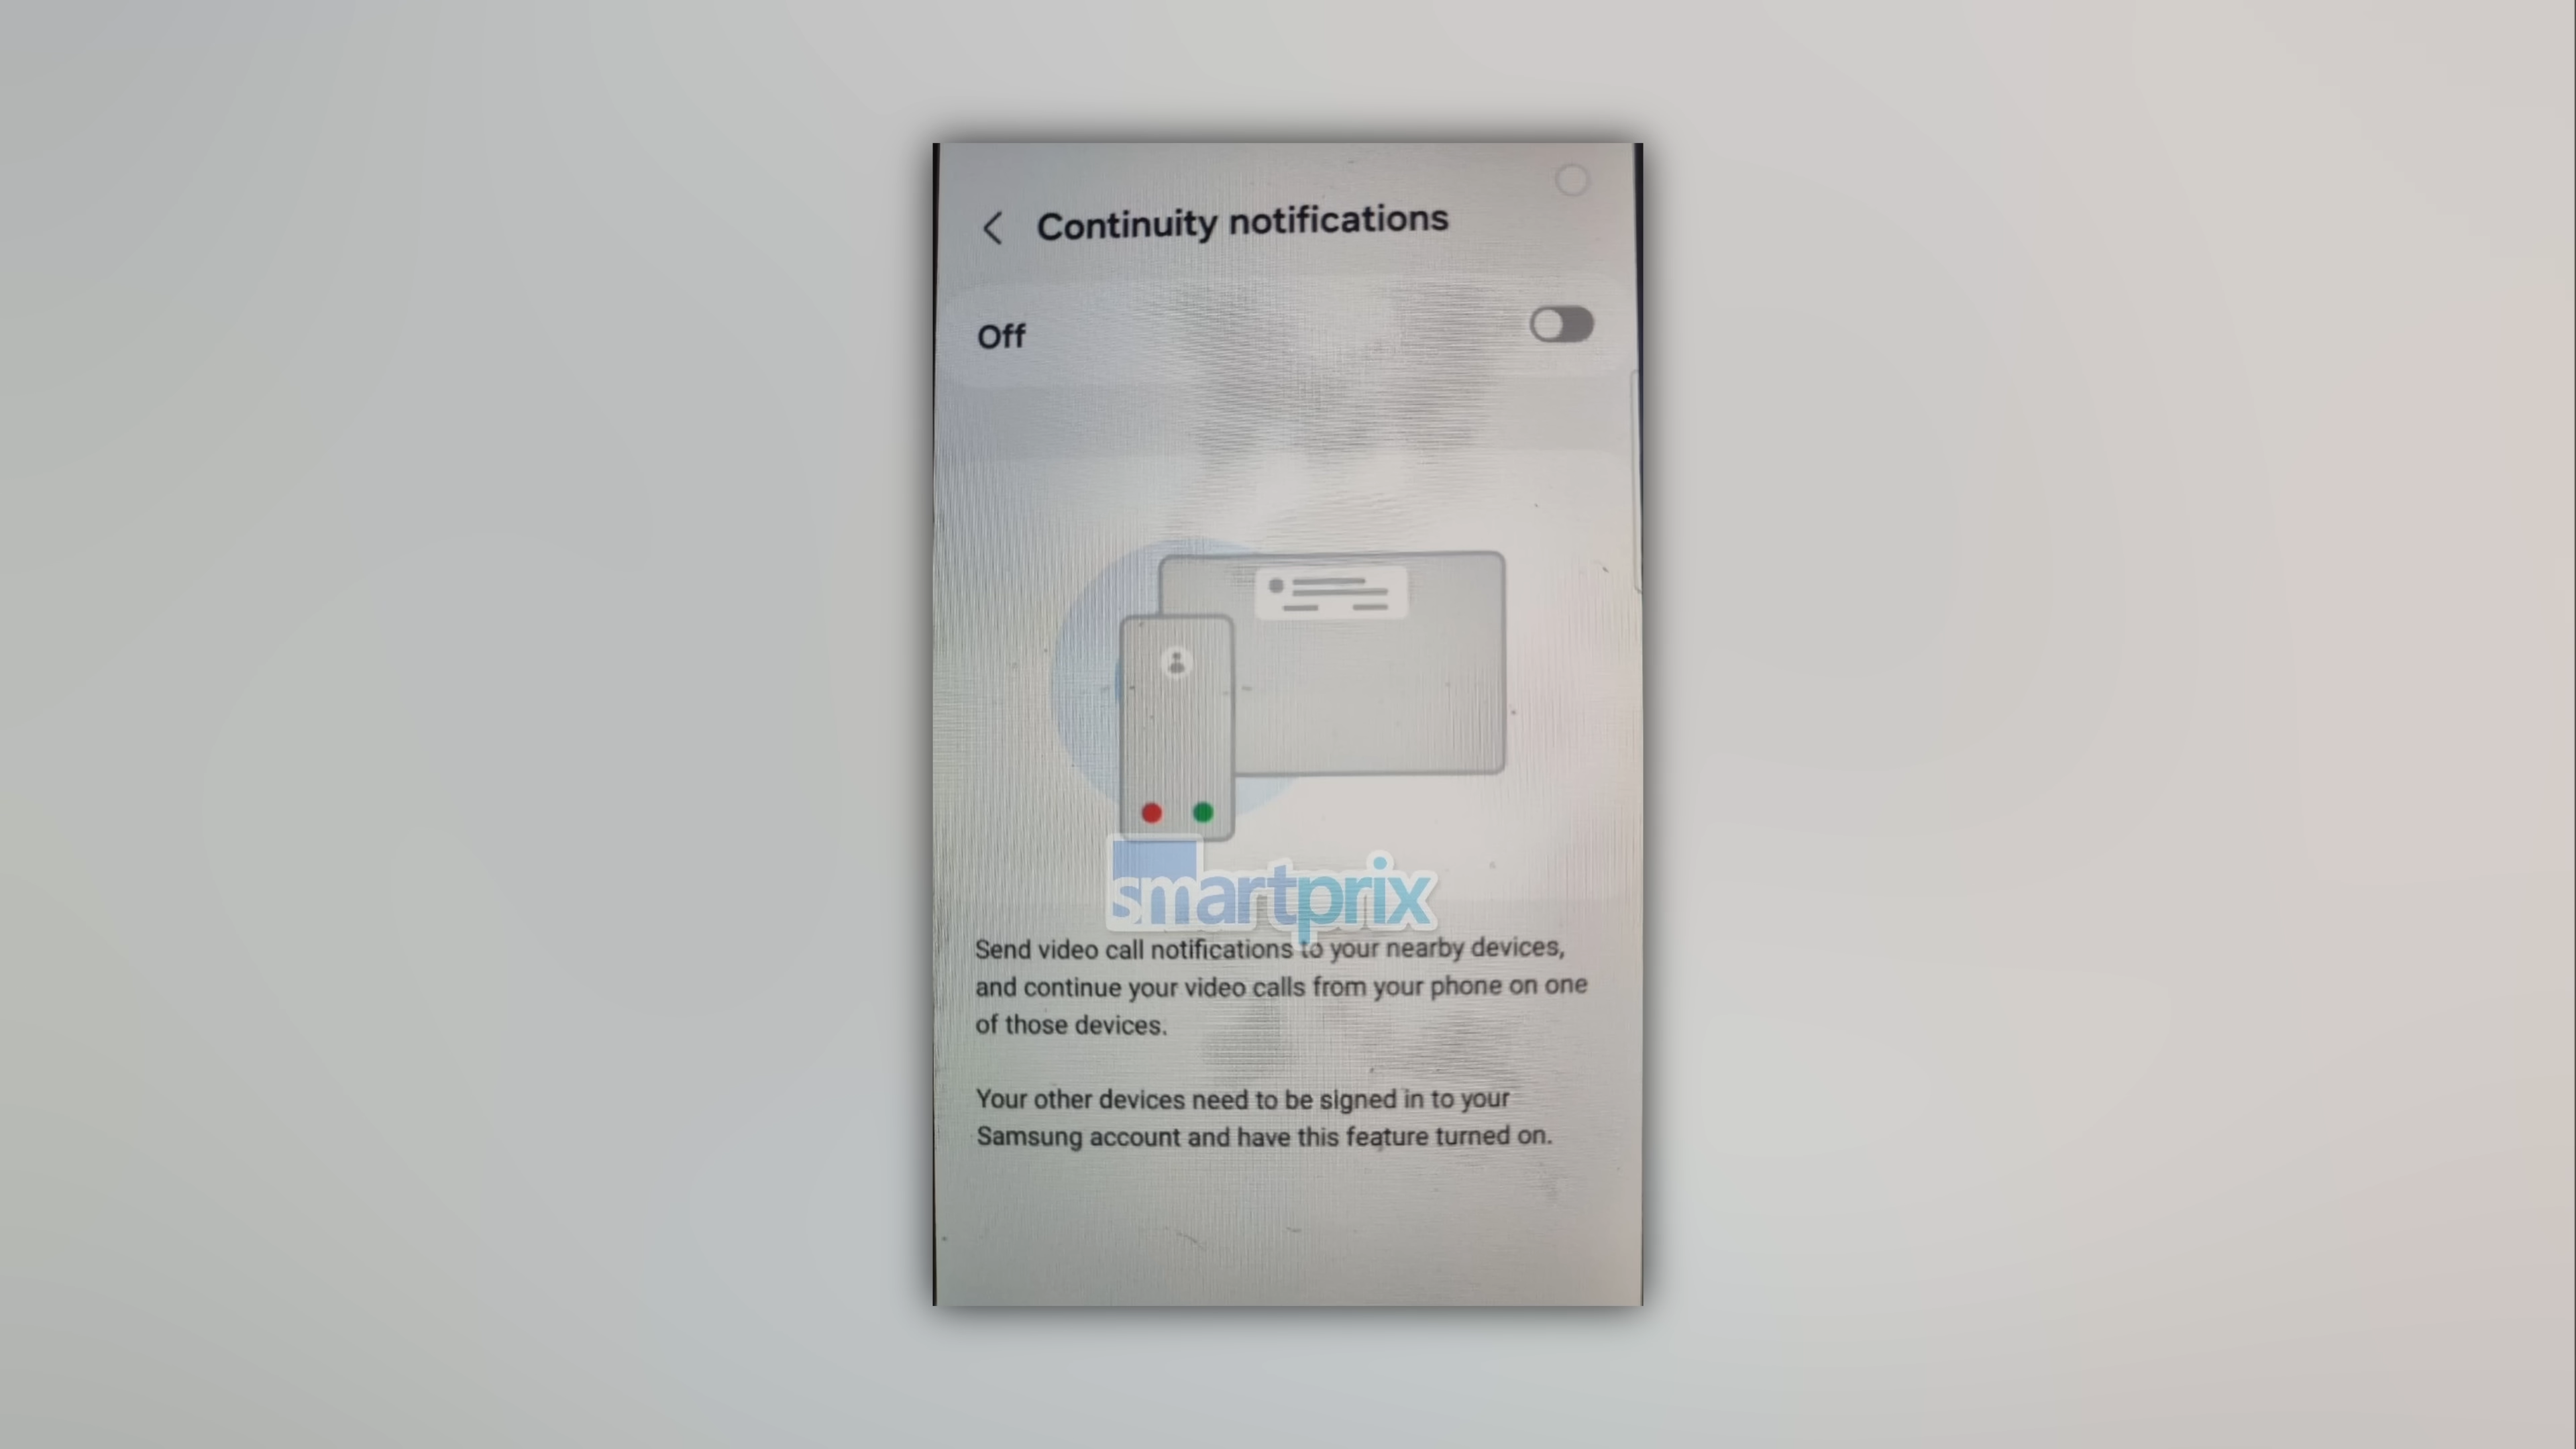 Continuity notifications
Off
smartprix
Send video call notifications to your nearby devices,
and continue your video calls from your phone on one
of those devices.
Your other devices need to be signed in to your
Samsung account and have this feature turned on.